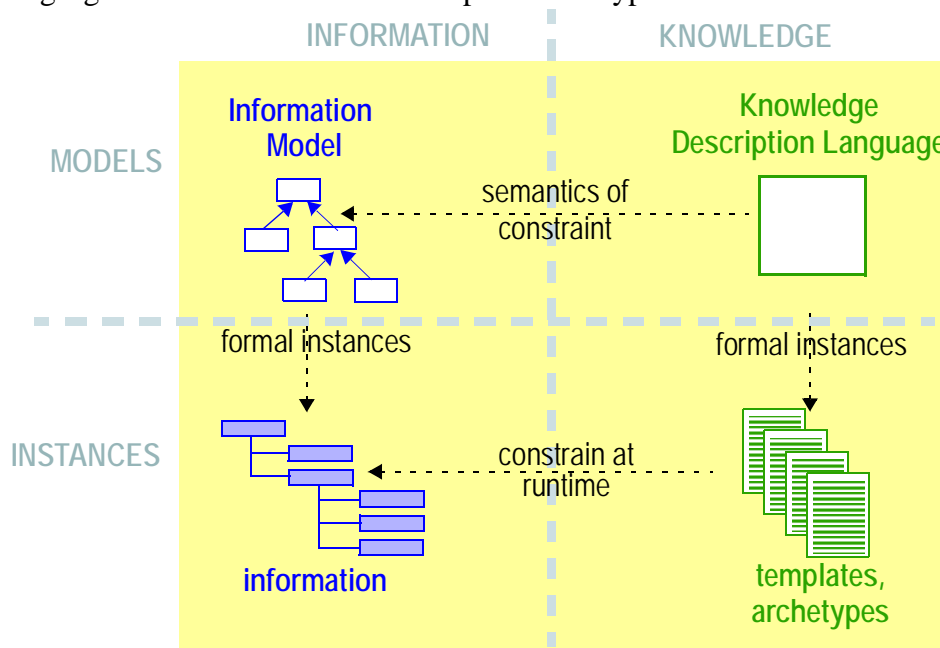 INFORMATION
KNOWLEDGE
Information
Model
Knowledge
Description Language
MODELS
semantics of
constraint
formal instances
formal instances
INSTANCES
constrain at
runtime
information
templates,
archetypes